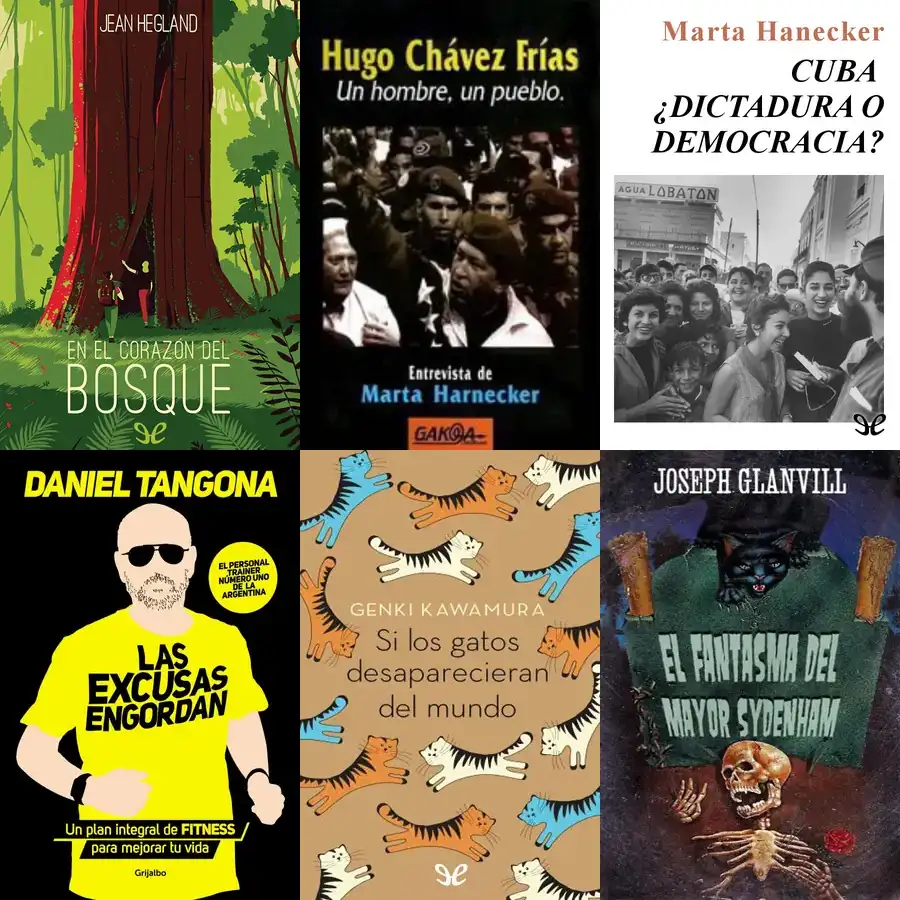 JEAN HEGLAND
EN EL CORAZÓN DEL
BOSQUE
Hugo Chávez Frías
Un hombre, un pueblo.
Entrevista de
Marta Harnecker
GAKOA
Marta Hanecker
CUBA
¿DICTADURA O
DEMOCRACIA?
AGUA LOBATON
DANIEL TANGONA
EL PERSONAL
TRAINER
NÚMERO UNO
DE LA
ARGENTINA
LAS
EXCUSAS
ENGORDAN
Un plan integral de FITNESS
para mejorar tu vida
Grijalbo
GENKI KAWAMURA
Si los gatos
desaparecieran
del mundo
JOSEPH GLANVILL
EL FANTASMA DEL
MAYOR SYDENHAM